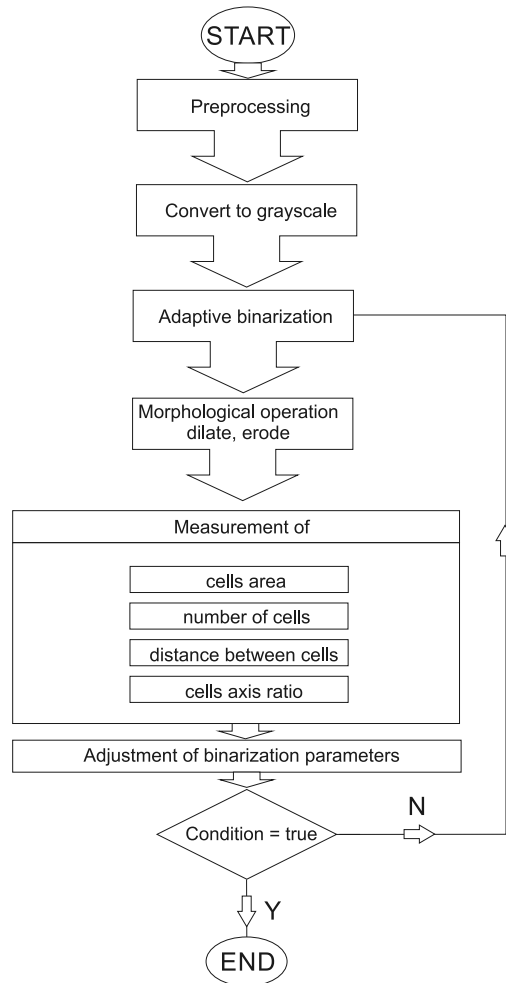 START
Preprocessing
Convert to grayscale
Adaptive binarization
Morphological operation
dilate, erode
Measurement of
cells area
number of cells
distance between cells
cells axis ratio
Adjustment of binarization parameters
Condition = true
N
Y
END